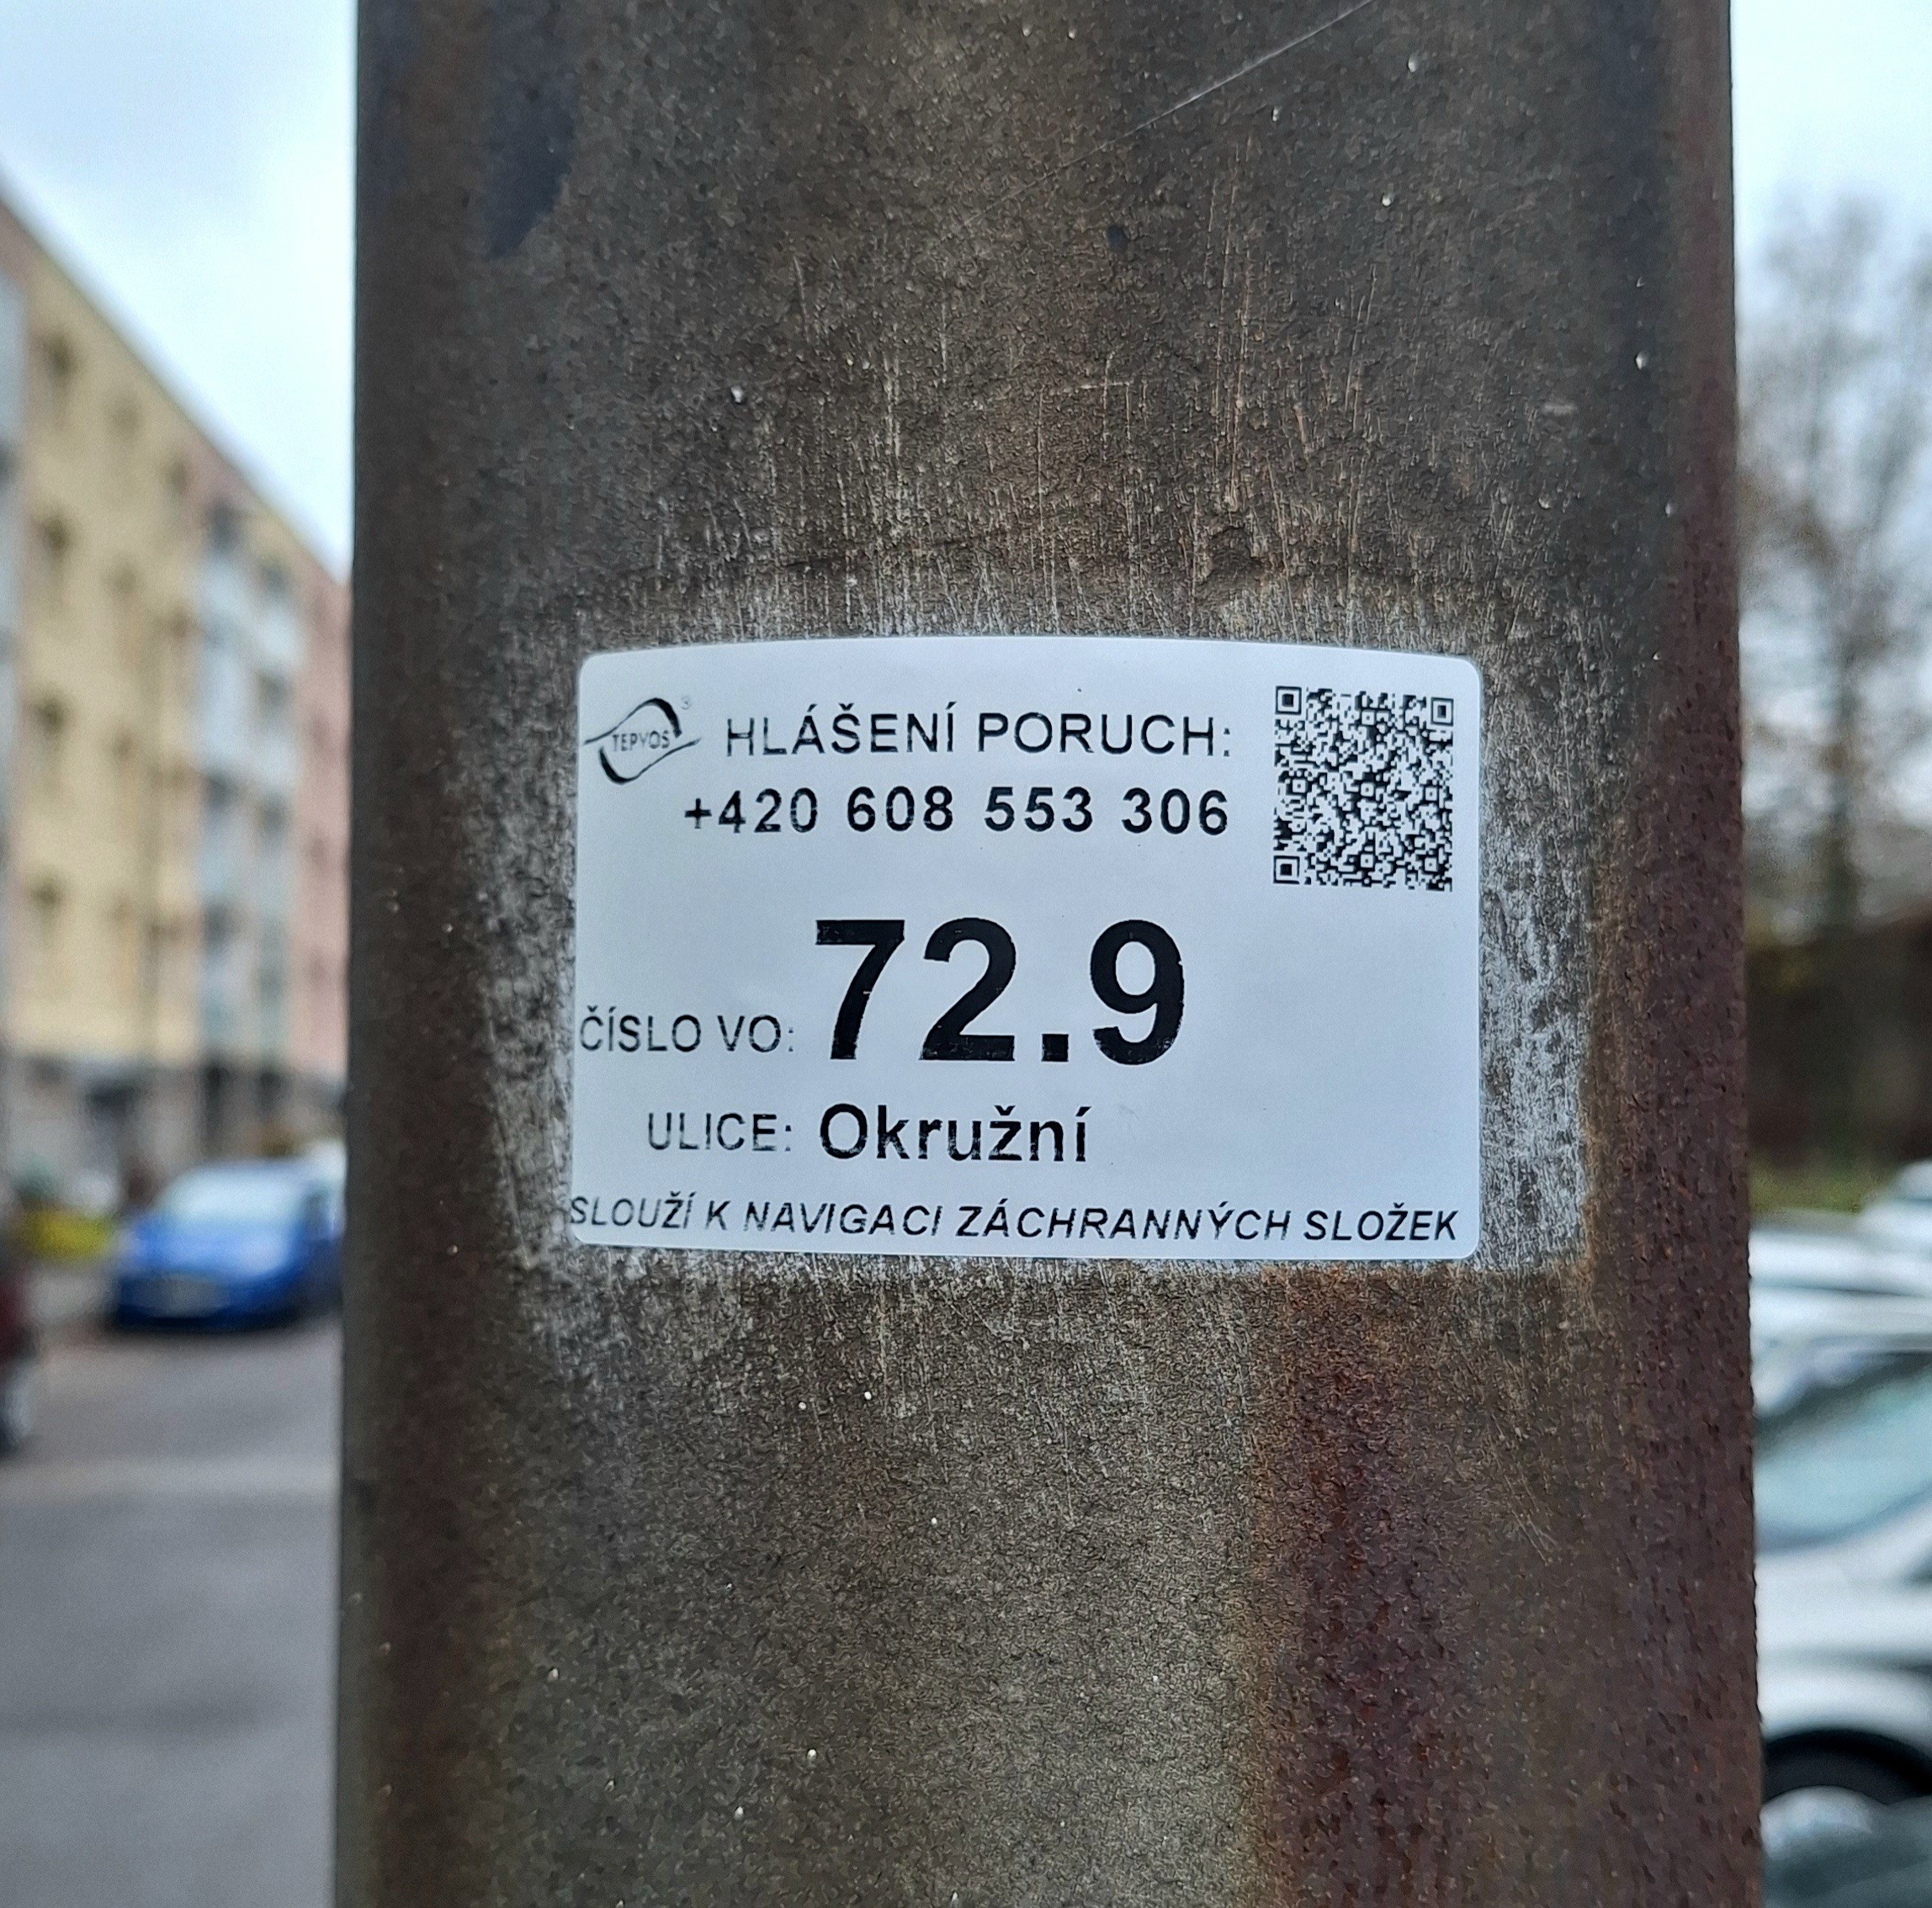 TEPVOS®
HLÁŠENÍ PORUCH:
+420 608 553 306
ČÍSLO VO: 72.9
ULICE: Okružní
SLOUŽÍ K NAVIGACI ZÁCHRANNÝCH SLOŽEK